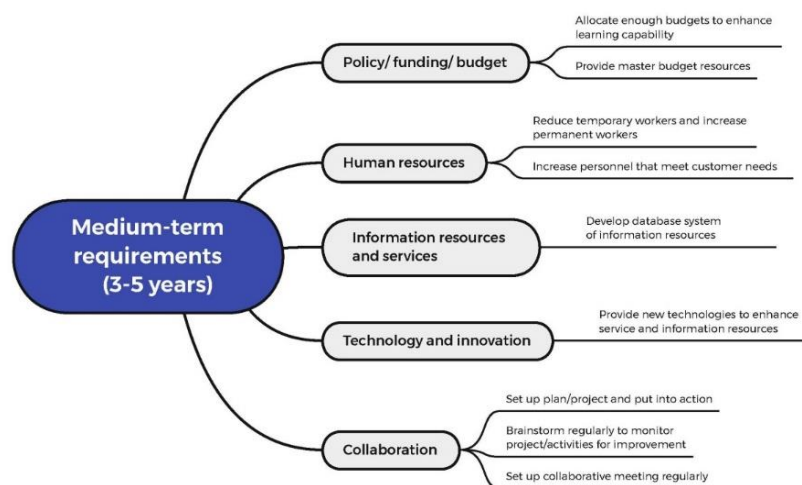 Medium-term
requirements
(3-5 years)
Policy/ funding/ budget
Allocate enough budgets to enhance
learning capability
Provide master budget resources
Human resources
Reduce temporary workers and increase
permanent workers
Increase personnel that meet customer needs
Information resources
and services
Develop database system
of information resources
Technology and innovation
Provide new technologies to enhance
service and information resources
Collaboration
Set up plan/project and put into action
Brainstorm regularly to monitor
project/activities for improvement
Set up collaborative meeting regularly